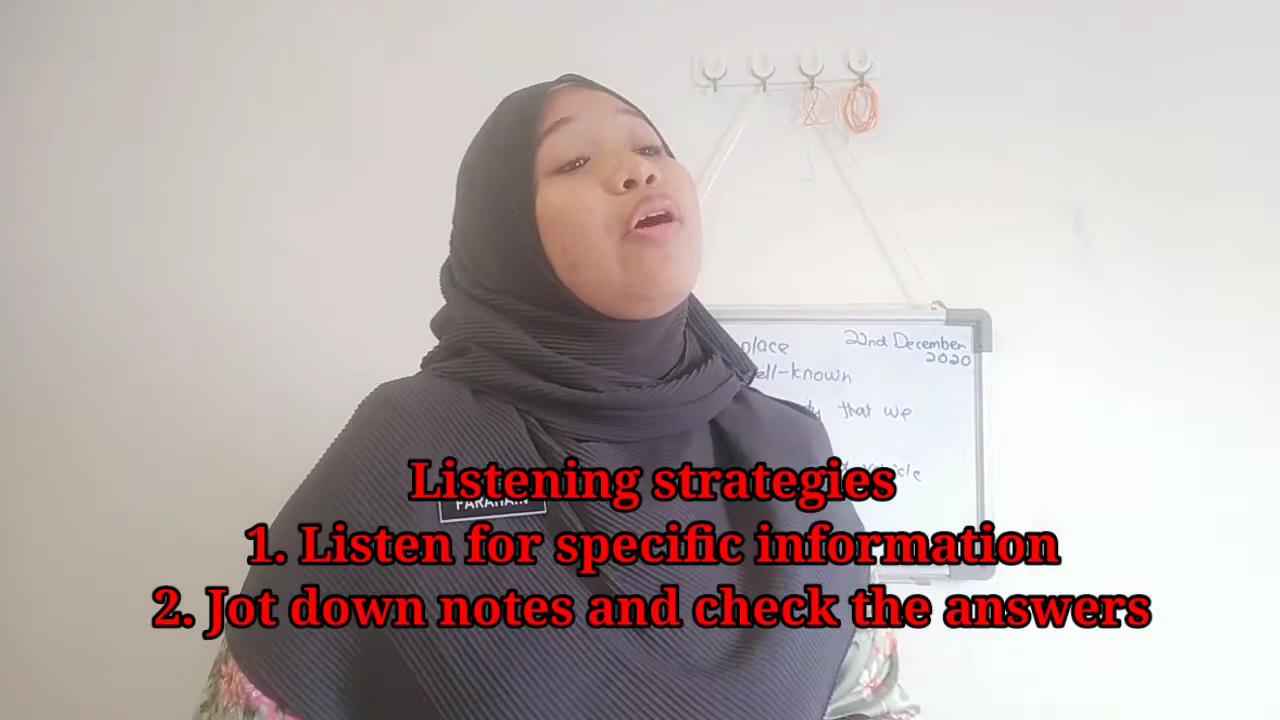 place 22nd December
2020
well-known
that we
Listening strategies
1. Listen for specific information
2. Jot down notes and check the answers